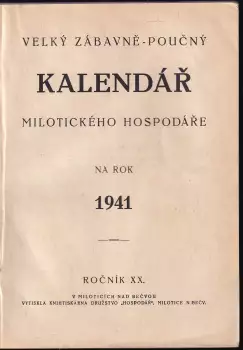 VELKÝ ZÁBAVNĚ-POUČNÝ
KALENDÁŘ
MILOTICKÉHO HOSPODÁŘE
NA ROK
1941
ROČNÍK XX.
V MILOTICÍCH NAD BEČVOU
VYTISKLA KNIHTISKÁRNA DRUŽSTVO „HOSPODÁŘ", MILOTICE N. BEČV.